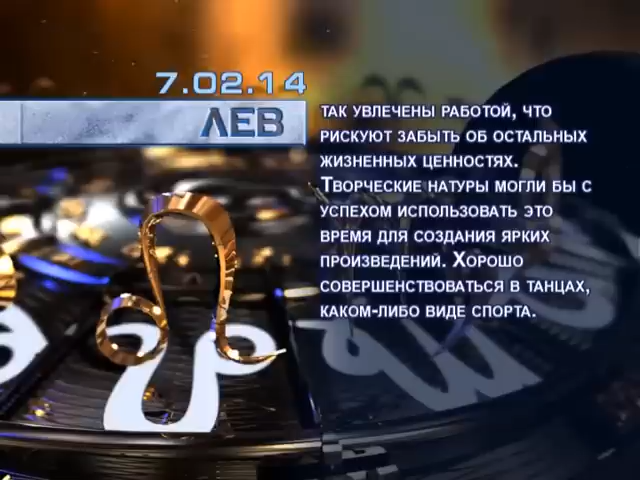 7.02.14
ЛЕВ
ТАК УВЛЕЧЕНЫ РАБОТОЙ, ЧТО
РИСКУЮТ ЗАБЫТЬ ОБ ОСТАЛЬНЫХ
ЖИЗНЕННЫХ ЦЕННОСТЯХ.
ТВОРЧЕСКИЕ НАТУРЫ МОГЛИ БЫ С
УСПЕХОМ ИСПОЛЬЗОВАТЬ ЭТО
ВРЕМЯ ДЛЯ СОЗДАНИЯ ЯРКИХ
ПРОИЗВЕДЕНИЙ. ХОРОШО
СОВЕРШЕНСТВОВАТЬСЯ В ТАНЦАХ,
КАКОМ-ЛИБО ВИДЕ СПОРТА.